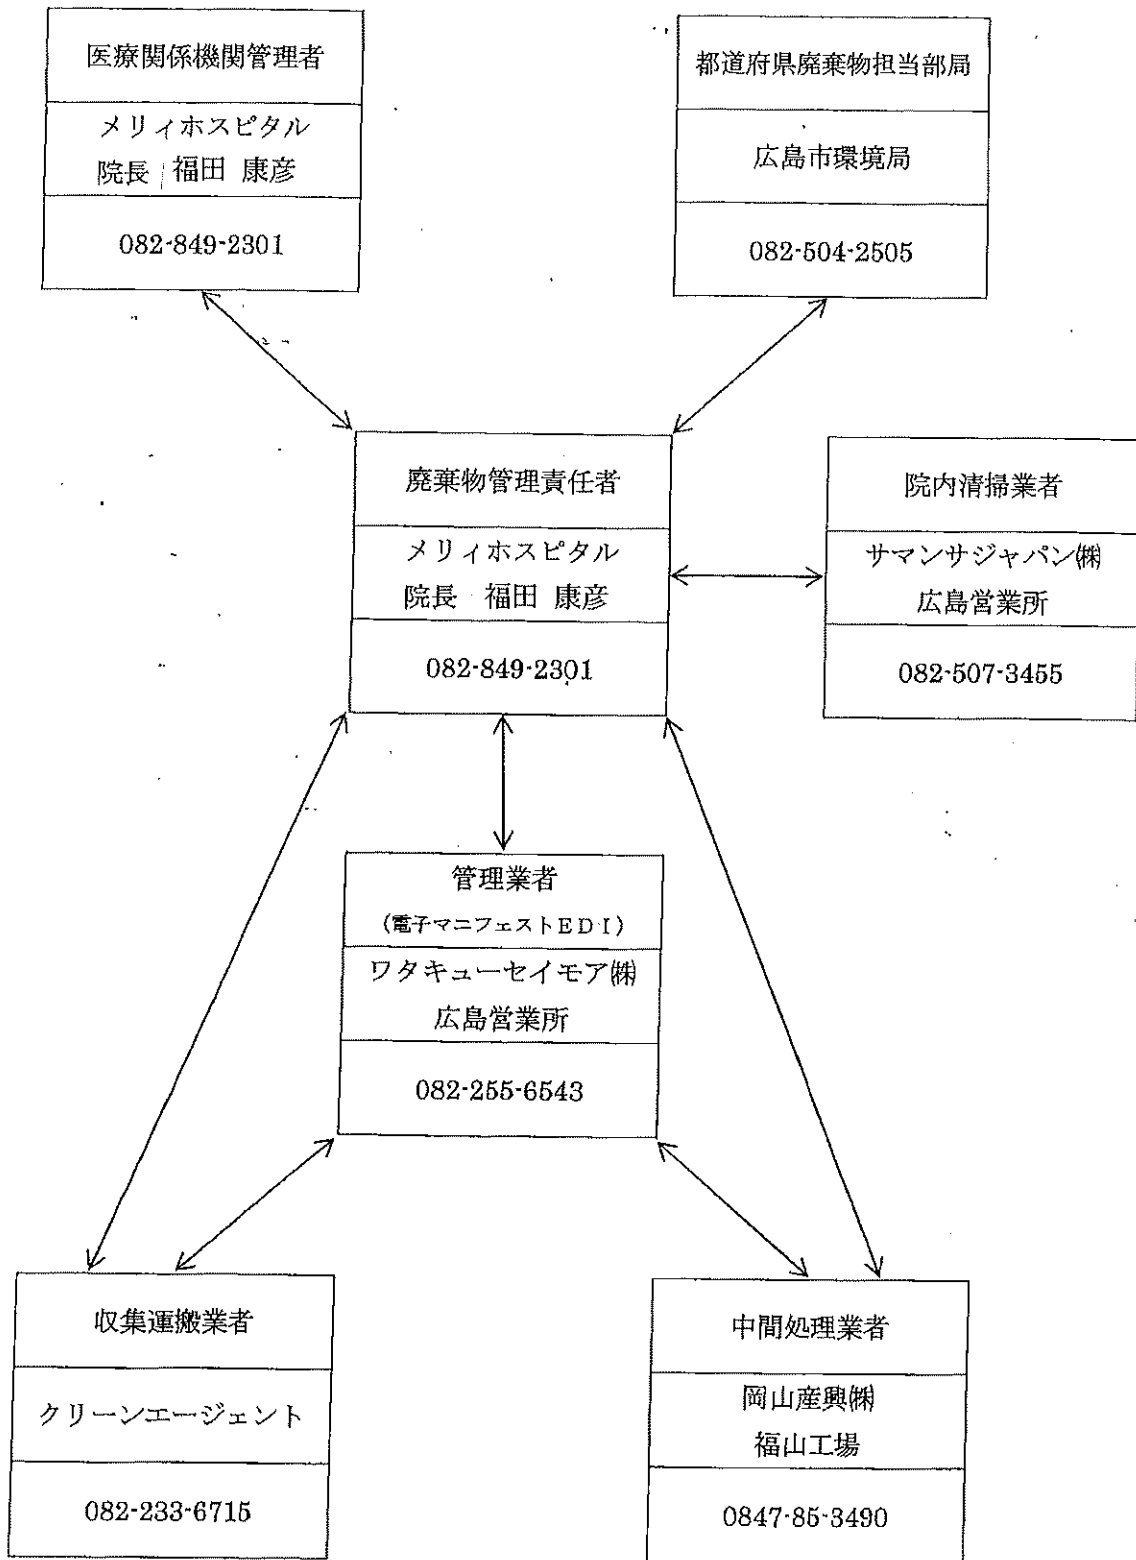 医療関係機関管理者
メリィホスピタル
院長 福田 康彦
082-849-2301
都道府県廃棄物担当部局
広島市環境局
082-504-2505
廃棄物管理責任者
メリィホスピタル
院長 福田 康彦
082-849-2301
院内清掃業者
サマンサジャパン㈱
広島営業所
082-507-3455
管理業者
（電子マニフェストＥＤＩ）
ワタキューセイモア㈱
広島営業所
082-255-6543
収集運搬業者
クリーンエージェント
082-233-6715
中間処理業者
岡山産興㈱
福山工場
0847-85-3490